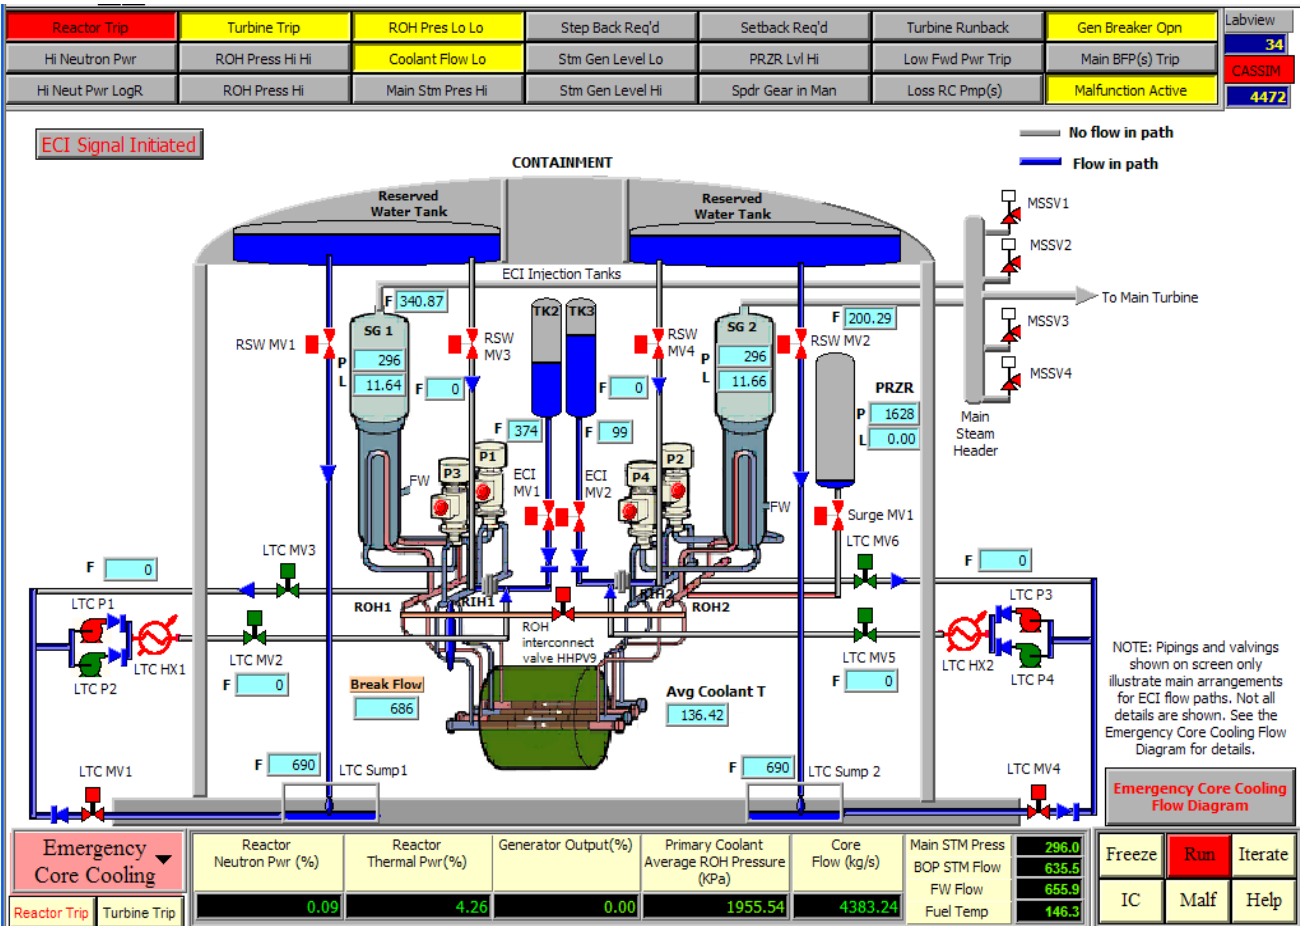 Reactor Trip
Turbine Trip
ROH Pres Lo Lo
Step Back Req'd
Setback Req'd
Turbine Runback
Gen Breaker Opn
Labview
34
Hi Neutron Pwr
ROH Press Hi Hi
Coolant Flow Lo
Stm Gen Level Lo
PRZR Lvl Hi
Low Fwd Pwr Trip
Main BFP(s) Trip
CASSIM
Hi Neut Pwr LogR
ROH Press Hi
Main Stm Pres Hi
Stm Gen Level Hi
Spdr Gear in Man
Loss RC Pmp(s)
Malfunction Active
4472
ECI Signal Initiated
No flow in path
Flow in path
CONTAINMENT
Reserved
Water Tank
Reserved
Water Tank
MSSV1
MSSV2
ECI Injection Tanks
To Main Turbine
MSSV3
MSSV4
F 340.87
F 200.29
TK2
TK3
SG 1
SG 2
RSW MV1
RSW
MV3
RSW
MV4
RSW MV2
P 296
L 11.64
P 296
L 11.66
F 0
F 0
PRZR
P 1628
L 0.00
Main
Steam
Header
F 374
F 99
P1
P3
P2
P4
FW
FW
ECI
MV1
ECI
MV2
Surge MV1
LTC MV3
LTC MV6
F 0
F 0
LTC P1
LTC P2
LTC HX1
LTC MV2
F 0
ROH1
RIH1
RIH2
ROH2
ROH
interconnect
valve HHPV9
LTC P3
LTC P4
LTC HX2
LTC MV5
F 0
Break Flow
686
Avg Coolant T
136.42
NOTE: Pipings and valvings
shown on screen only
illustrate main arrangements
for ECI flow paths. Not all
details are shown. See the
Emergency Core Cooling Flow
Diagram for details.
F 690
LTC Sump1
F 690
LTC Sump 2
LTC MV1
LTC MV4
Emergency Core Cooling
Flow Diagram
Emergency
Core Cooling
Reactor Trip
Turbine Trip
Reactor
Neutron Pwr (%)
0.09
Reactor
Thermal Pwr(%)
4.26
Generator Output(%)
0.00
Primary Coolant
Average ROH Pressure
(KPa)
1955.54
Core
Flow (kg/s)
4383.24
Main STM Press 296.0
BOP STM Flow 635.5
FW Flow 655.9
Fuel Temp 146.3
Freeze
Run
Iterate
IC
Malf
Help